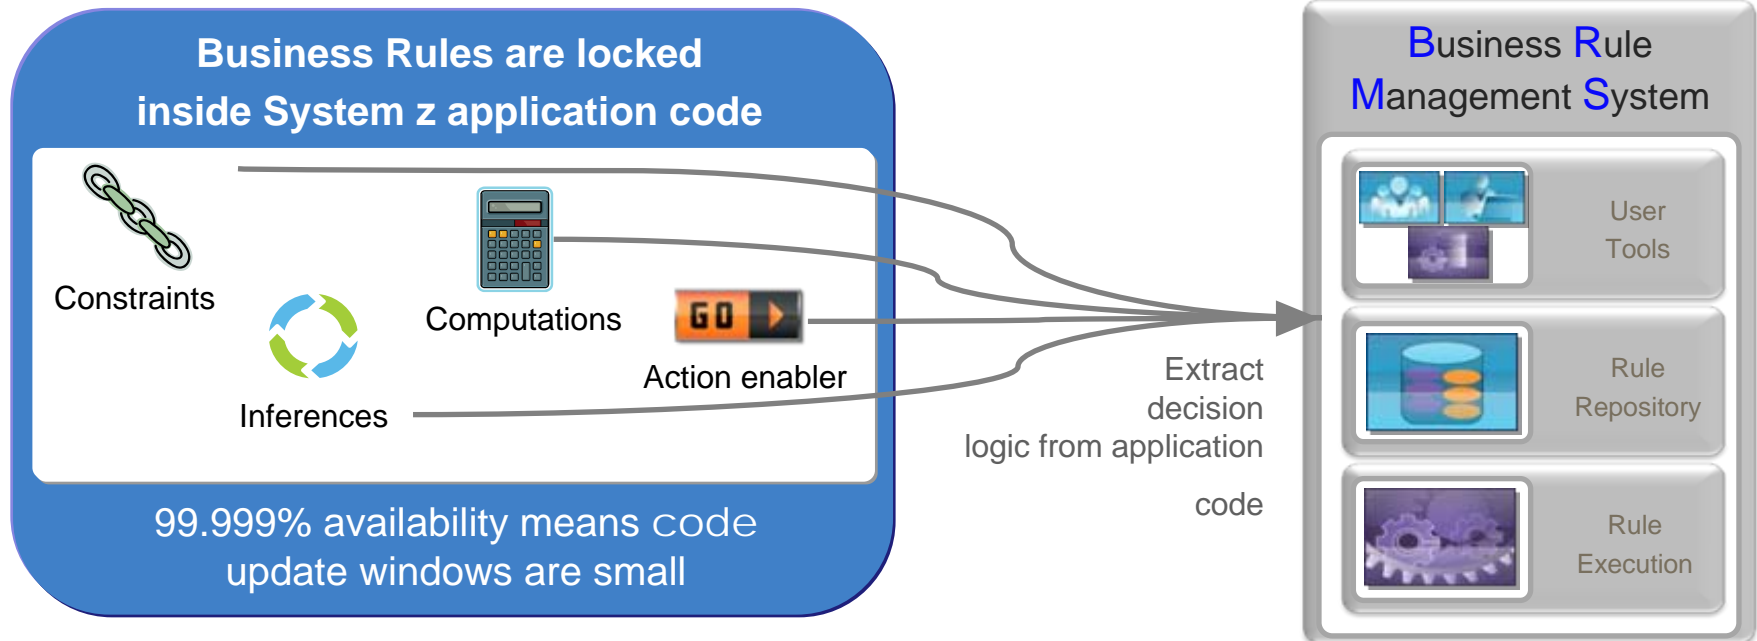 Business Rules are locked
inside System z application code
Constraints
Computations
GO
Action enabler
Inferences
99.999% availability means code
update windows are small
Extract
decision
logic from application
code
Business Rule
Management System
User
Tools
Rule
Repository
Rule
Execution